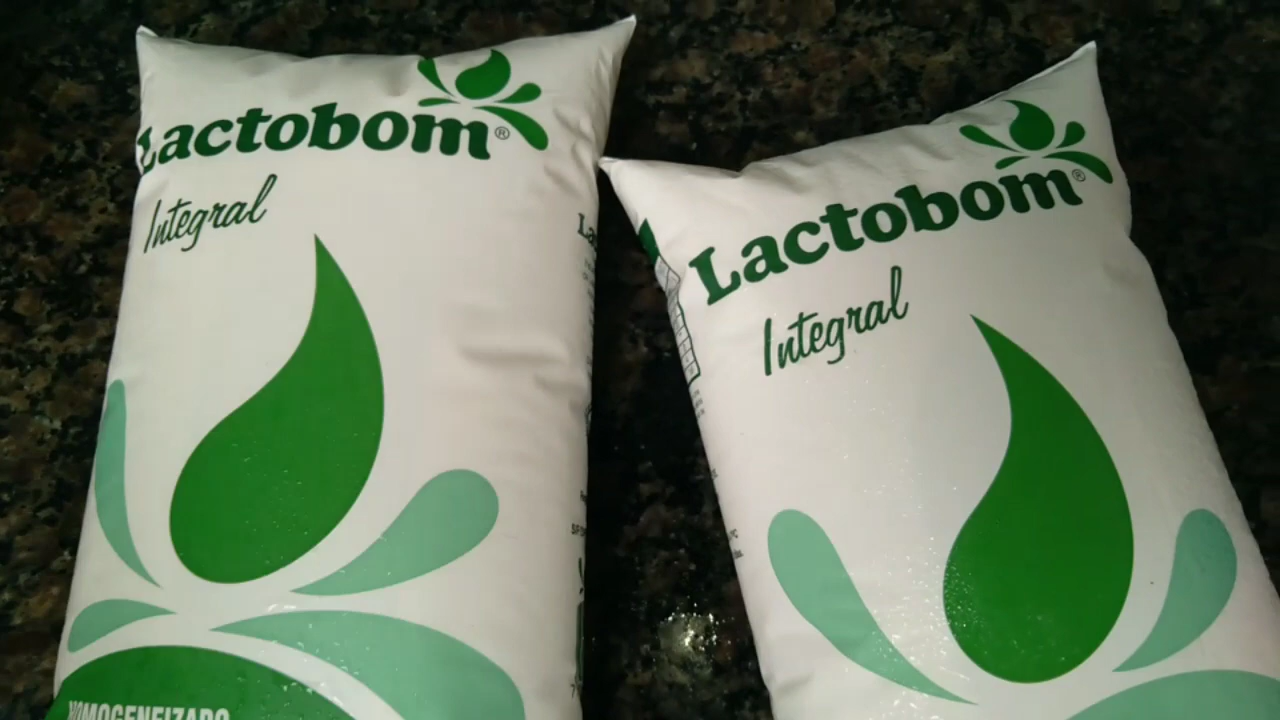 Lactobom®
Integral
HOMOGENEIZADO
Lactobom®
Integral